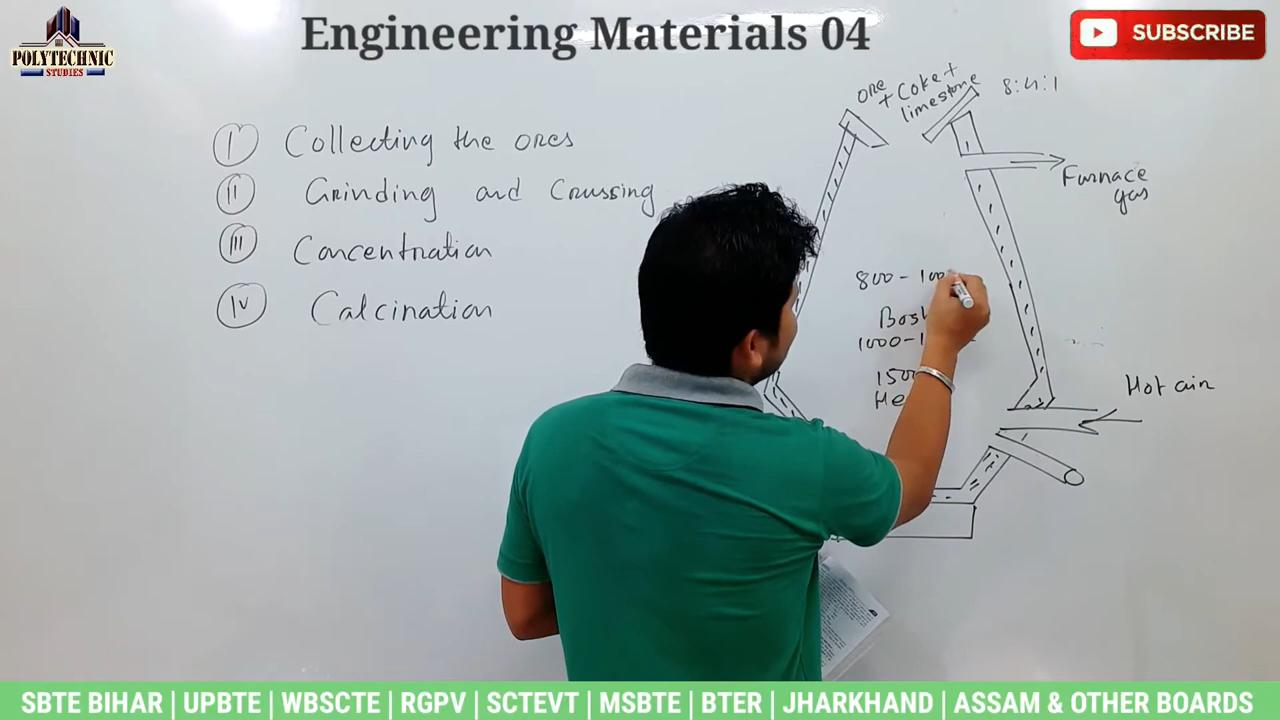 Engineering Materials 04
POLYTECHNIC
STUDIES
SUBSCRIBE
ORE
+ Coke +
limestone
8:4:1
I Collecting the ores
II Grinding and Crussing
III Concentration
IV Calcination
Furnace
gas
800 - 100
Bosh
1000 - 1
1500
He
Hot air
SBTE BIHAR | UPBTE | WBSCTE | RGPV | SCTEVT | MSBTE | BTER | JHARKHAND | ASSAM & OTHER BOARDS